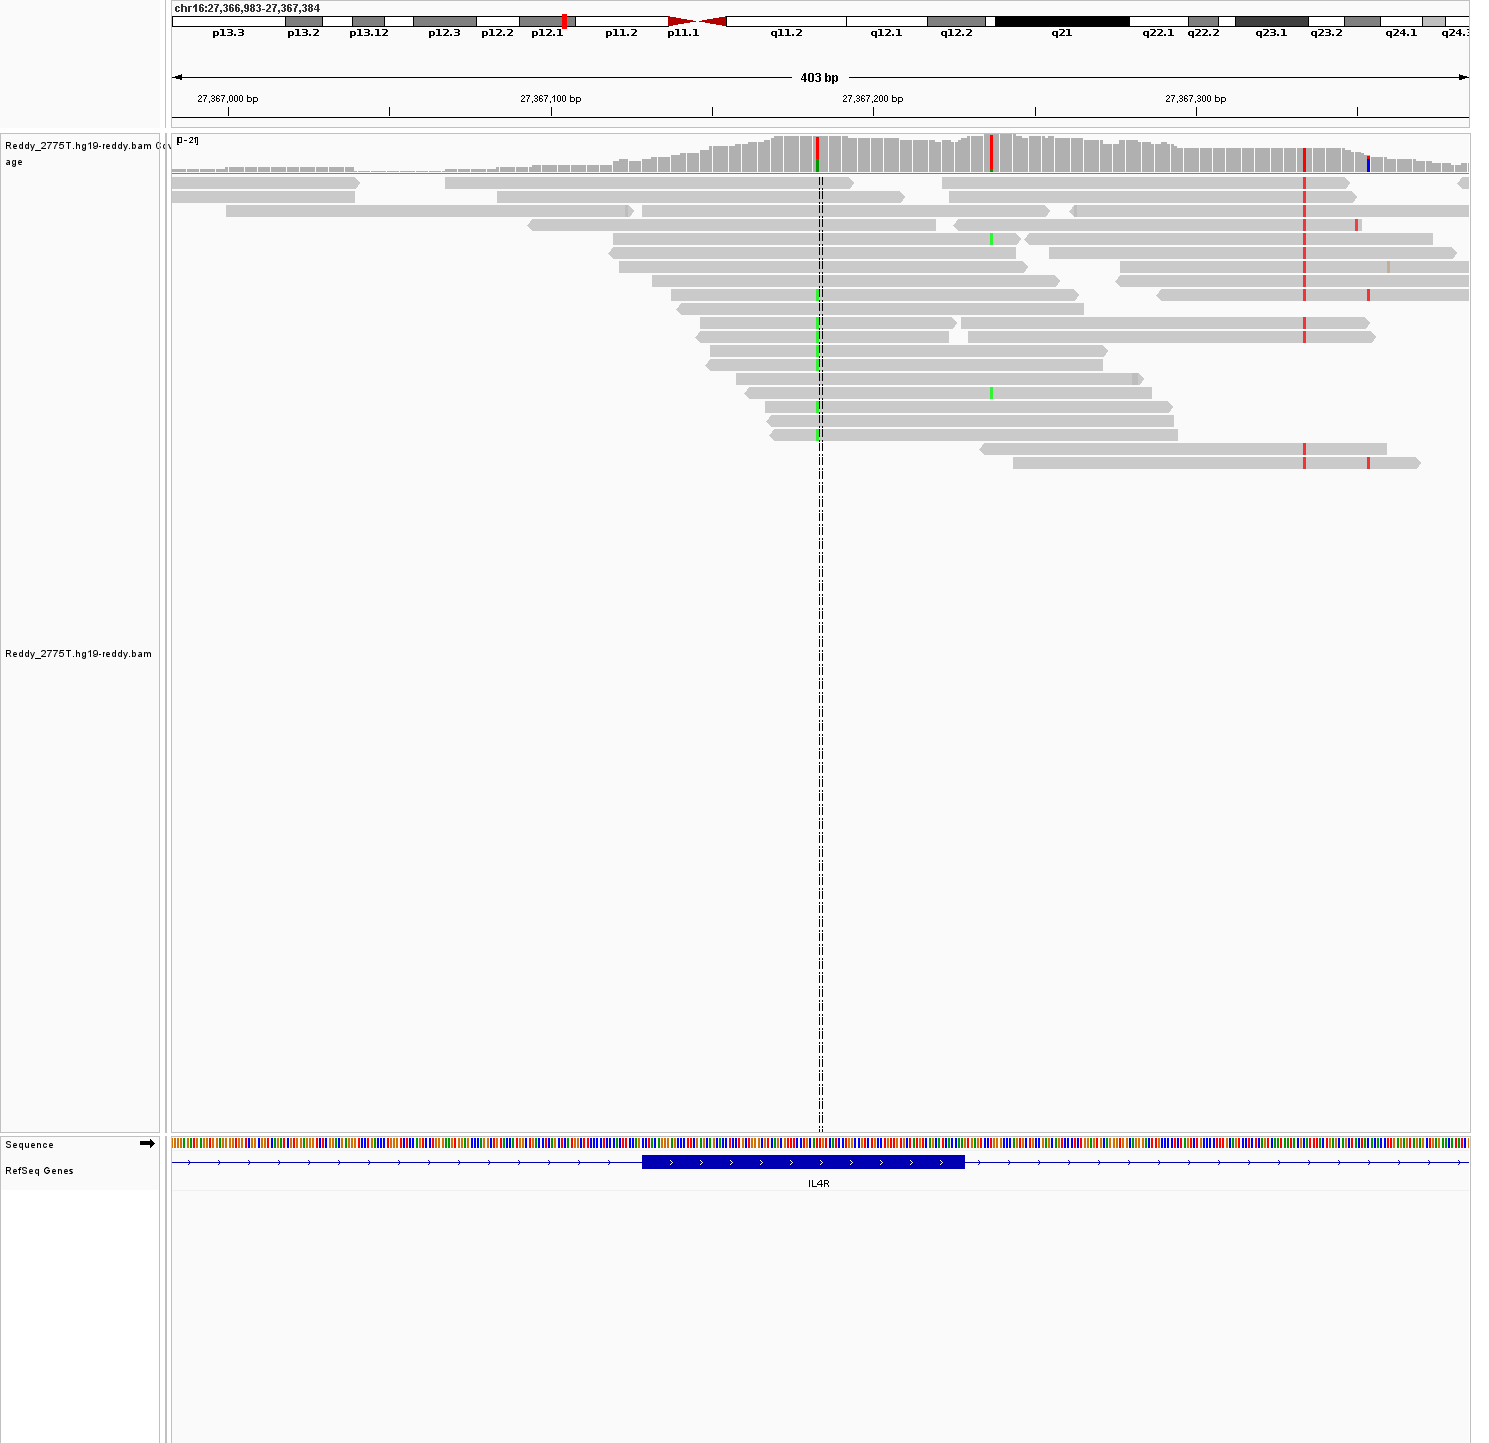 chr16:27,366,983-27,367,384
p13.3 p13.2 p13.12 p12.3 p12.2 p12.1 p11.2 p11.1 q11.2 q12.1 q12.2 q21 q22.1 q22.2 q23.1 q23.2 q24.1 q24.3
403 bp
27,367,000 bp 27,367,100 bp 27,367,200 bp 27,367,300 bp
[0-21]
Reddy_2775T.hg19-reddy.bam Cov
age
Reddy_2775T.hg19-reddy.bam
Sequence
RefSeq Genes
IL4R